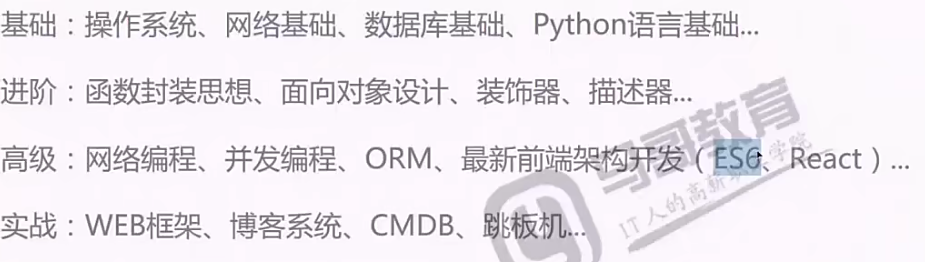 基础：操作系统、网络基础、数据库基础、Python语言基础...
进阶：函数封装思想、面向对象设计、装饰器、描述器...
高级：网络编程、并发编程、ORM、最新前端架构开发（ES6、React）...
实战：WEB框架、博客系统、CMDB、跳板机...
马哥教育
IT人的高新职业学院